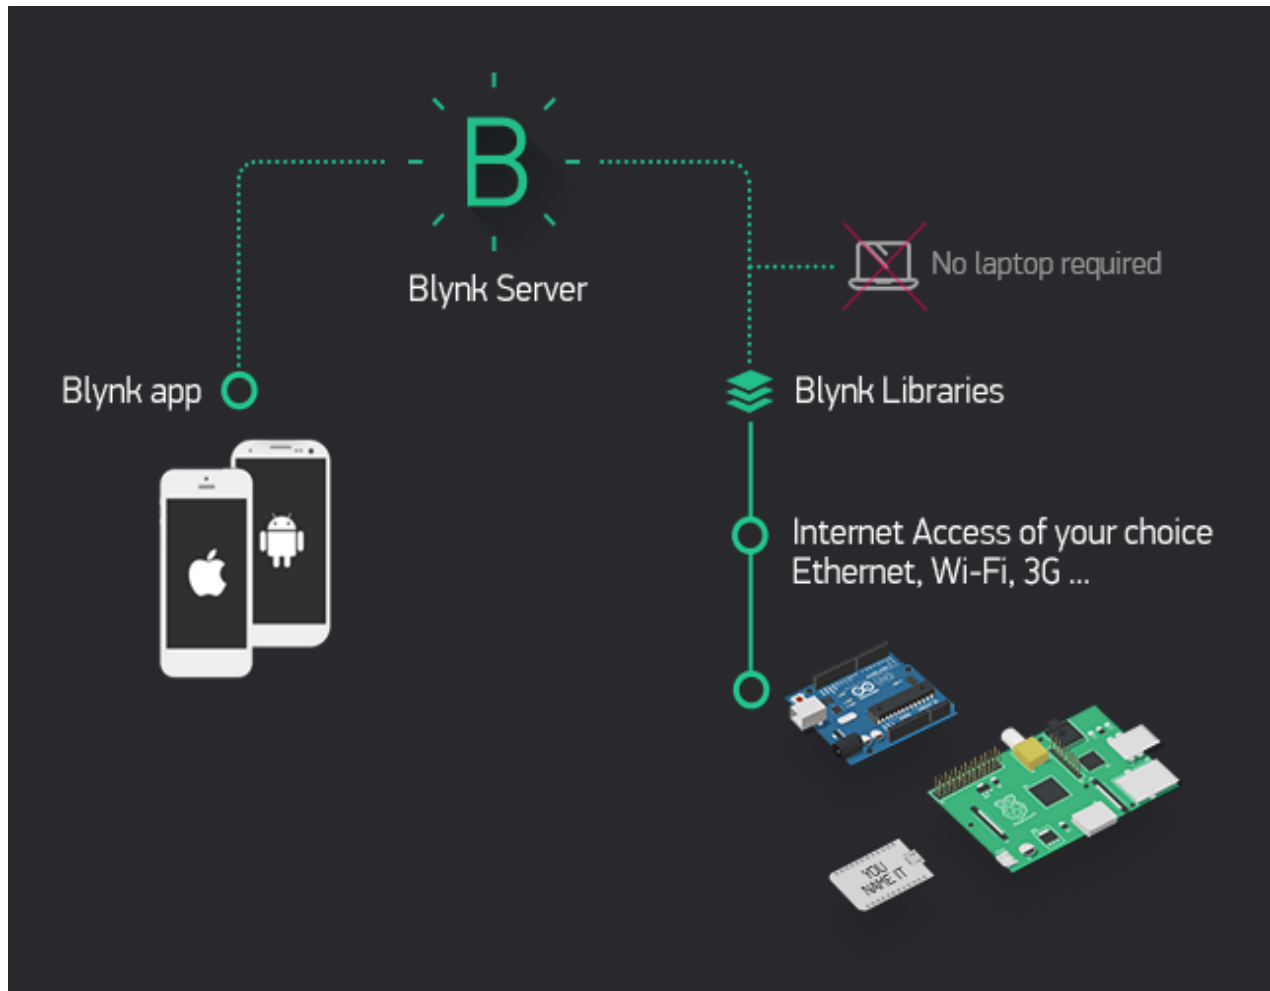 B
Blynk Server
No laptop required
Blynk app
Blynk Libraries
Internet Access of your choice
Ethernet, Wi-Fi, 3G ...
UNO
YOU
NAME IT